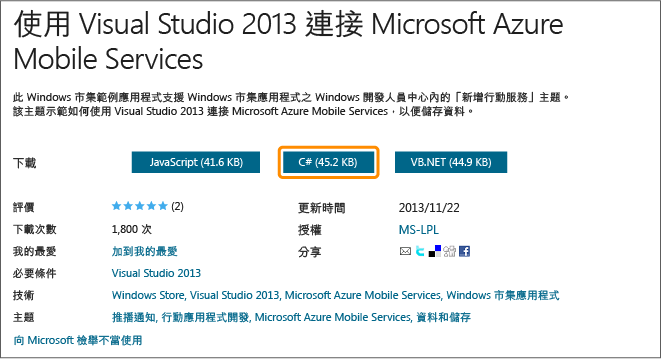 使用 Visual Studio 2013 連接 Microsoft Azure
Mobile Services
此 Windows 市集範例應用程式支援 Windows 市集應用程式之 Windows 開發人員中心內的「新增行動服務」主題。
該主題示範如何使用 Visual Studio 2013 連接 Microsoft Azure Mobile Services，以便儲存資料。
下載 JavaScript (41.6 KB) C# (45.2 KB) VB.NET (44.9 KB)
評價 (2) 更新時間 2013/11/22
下載次數 1,800 次 授權 MS-LPL
我的最愛 加到我的最愛 分享
必要條件 Visual Studio 2013
技術 Windows Store, Visual Studio 2013, Microsoft Azure Mobile Services, Windows 市集應用程式
主題 推播通知, 行動應用程式開發, Microsoft Azure Mobile Services, 資料和儲存
向 Microsoft 檢舉不當使用